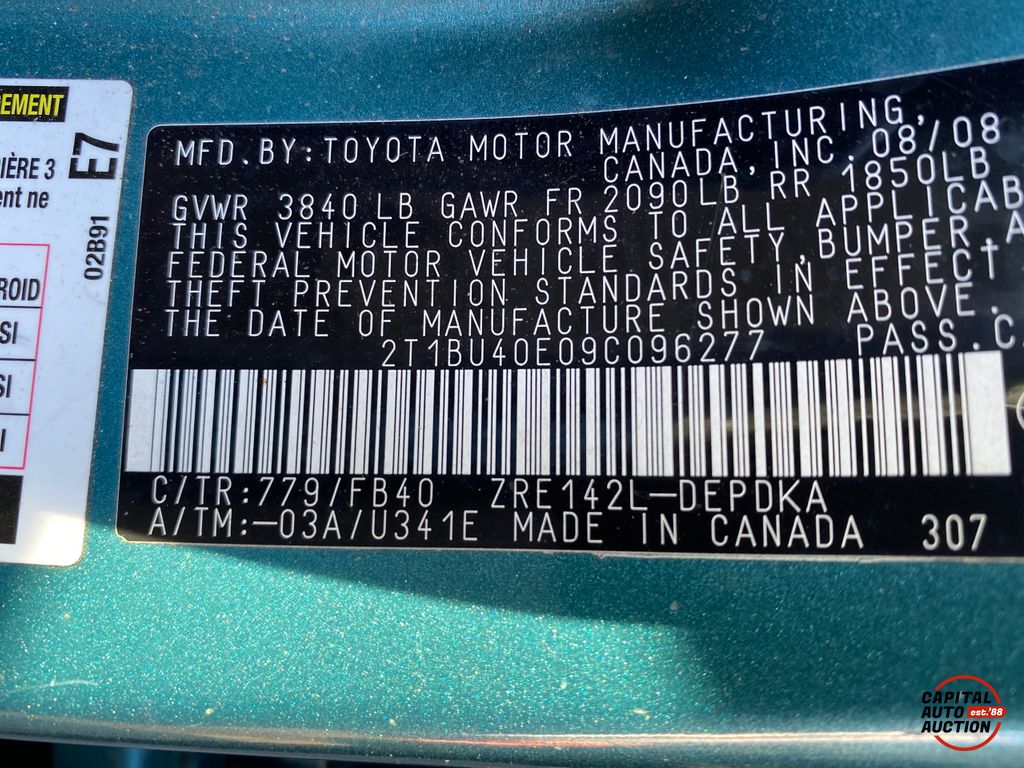 GEMENT
E7
IÈRE 3
ent ne
02B91
ROID
SI
SI
I
MFD.BY:TOYOTA MOTOR MANUFACTURING,
CANADA,INC.08/08
GVWR 3840 LB GAWR FR 2090LB RR 1850LB
THIS VEHICLE CONFORMS TO ALL APPLICAB
FEDERAL MOTOR VEHICLE SAFETY,BUMPER A
THEFT PREVENTION STANDARDS IN EFFECT
THE DATE OF MANUFACTURE SHOWN ABOVE.
2T1BU40E09C096277 PASS.C
C/TR:779/FB40 ZRE142L-DEPDKA
A/TM:-03A/U341E MADE IN CANADA 307
CAPITAL
AUTO est.'88
AUCTION